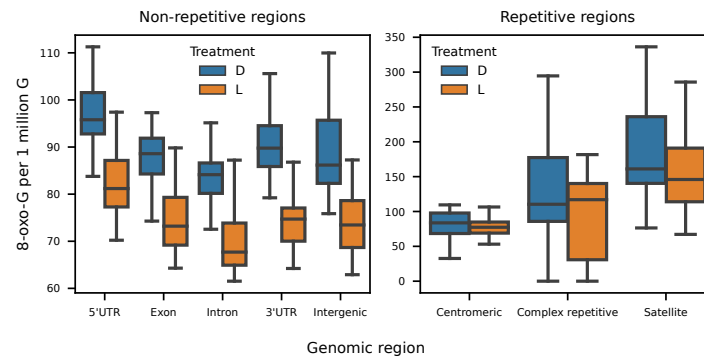 Non-repetitive regions
Repetitive regions
8-oxo-G per 1 million G
110
100
90
80
70
60
Treatment
D
L
5'UTR
Exon
Intron
3'UTR
Intergenic
350
300
250
200
150
100
50
0
Treatment
D
L
Centromeric
Complex repetitive
Satellite
Genomic region